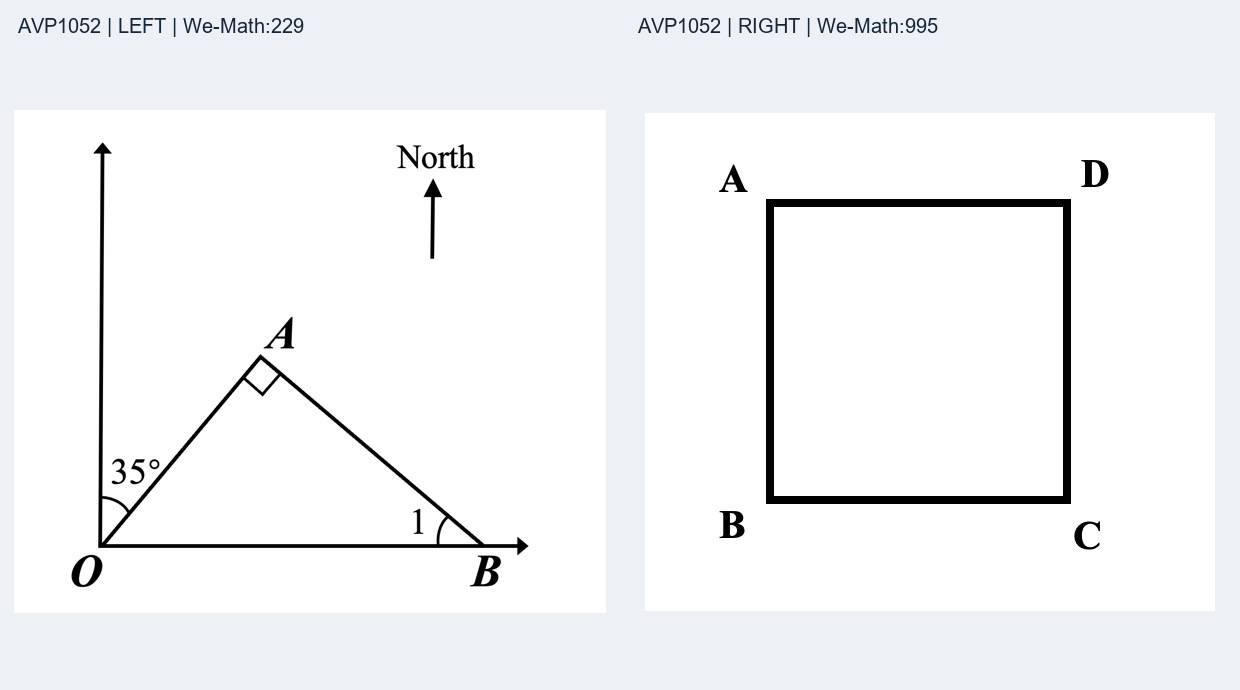 AVP1052 | LEFT | We-Math:229
North
A
35°
1
O
B
AVP1052 | RIGHT | We-Math:995
A
D
B
C